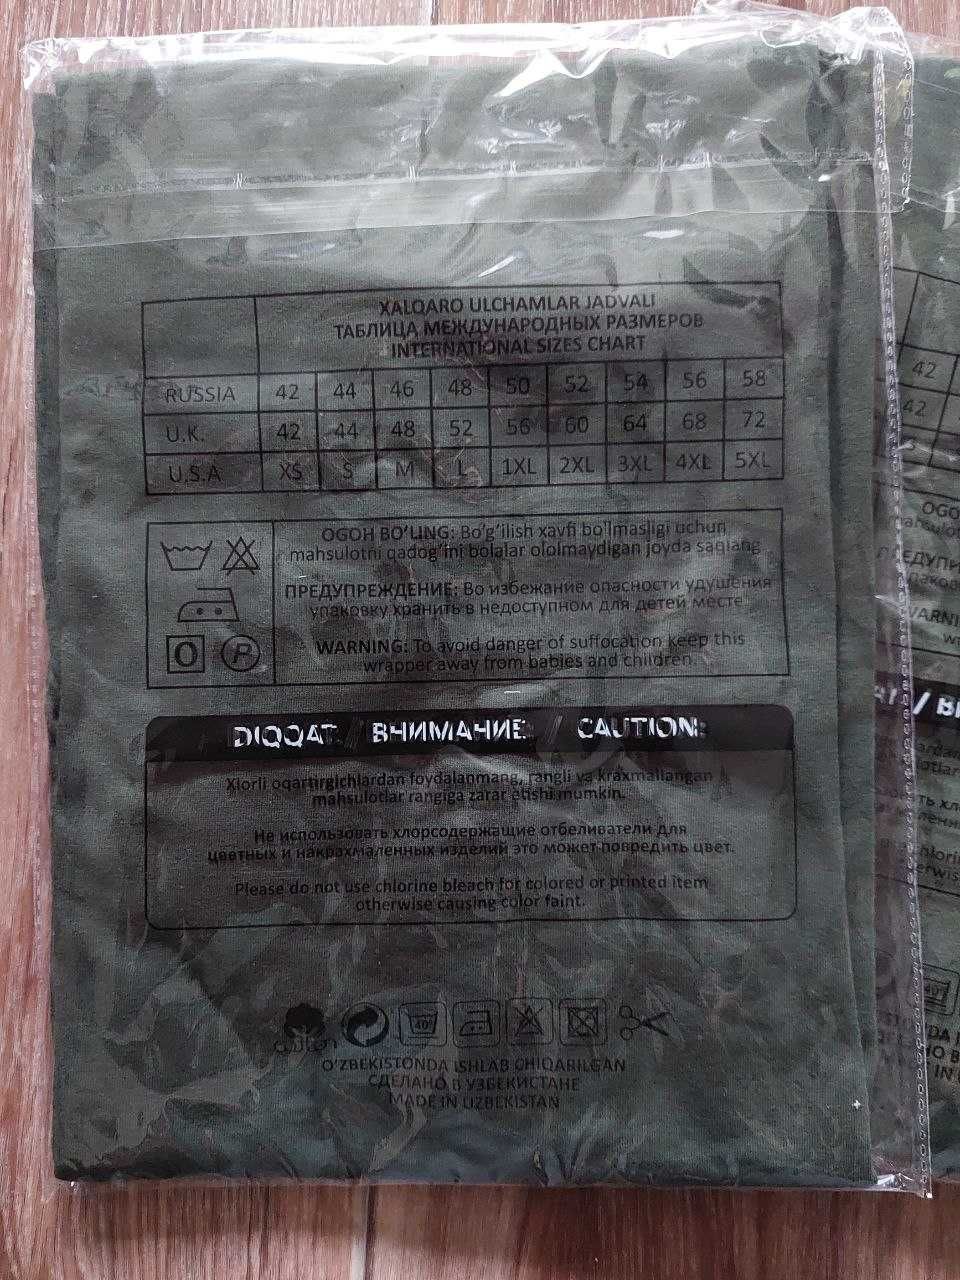 XALQARO ULCHAMLAR JADVALI
ТАБЛИЦА МЕЖДУНАРОДНЫХ РАЗМЕРОВ
INTERNATIONAL SIZES CHART
RUSSIA 42 44 46 48 50 52 54 56 58
U.K. 42 44 48 52 56 60 64 68 72
U.S.A XS S M L 1XL 2XL 3XL 4XL 5XL
OGOH BO'LING: Bo'g'ilish xavfi bo'lmasligi uchun
mahsulotni qadog'ini bolalar ololmaydigan joyda saqlang
ПРЕДУПРЕЖДЕНИЕ: Во избежание опасности удушения
упаковку хранить в недоступном для детей месте
WARNING: To avoid danger of suffocation keep this
wrapper away from babies and children.
P
DIQQAT. / ВНИМАНИЕ. / CAUTION:
Xlorli oqartirgichlardan foydalanmang, rangli va kraxmallangan
mahsulotlar rangiga zarar etishi mumkin.
Не использовать хлорсодержащие отбеливатели для
цветных и накрахмаленных изделий это может повредить цвет.
Please do not use chlorine bleach for colored or printed item
otherwise causing color faint.
cotton 40°
O'ZBEKISTONDA ISHLAB CHIQARILGAN
СДЕЛАНО В УЗБЕКИСТАНЕ
MADE IN UZBEKISTAN
42
42
40°